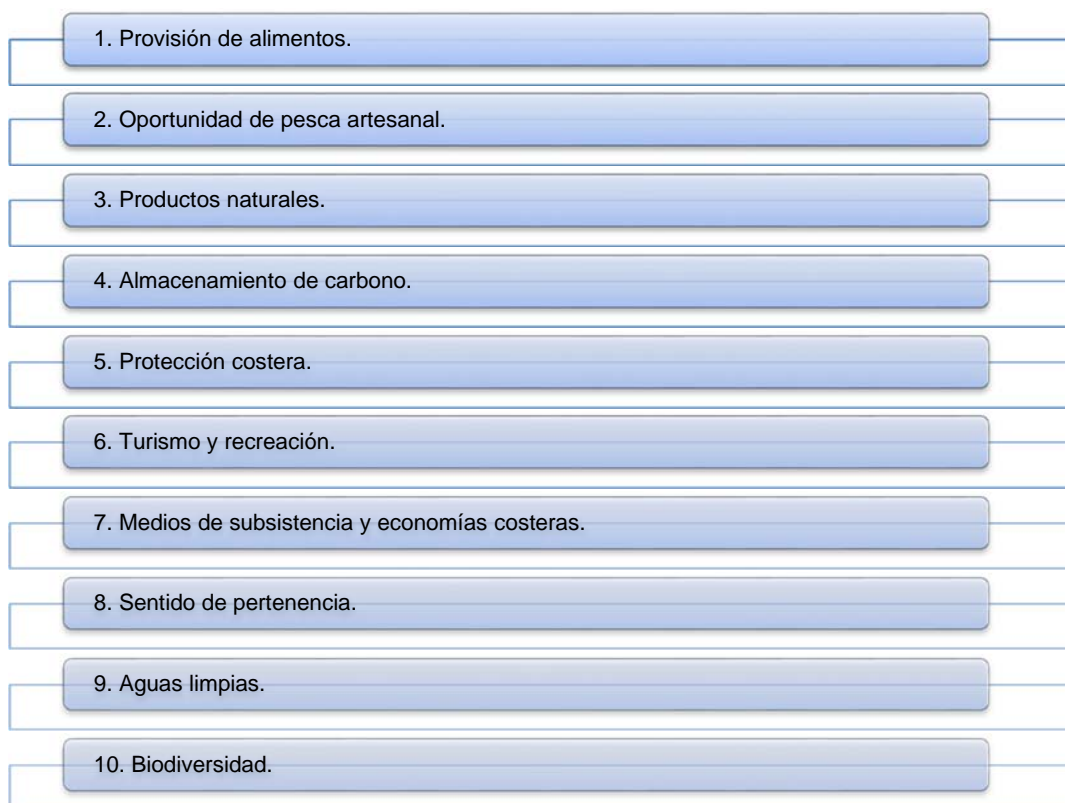 1. Provisión de alimentos.
2. Oportunidad de pesca artesanal.
3. Productos naturales.
4. Almacenamiento de carbono.
5. Protección costera.
6. Turismo y recreación.
7. Medios de subsistencia y economías costeras.
8. Sentido de pertenencia.
9. Aguas limpias.
10. Biodiversidad.